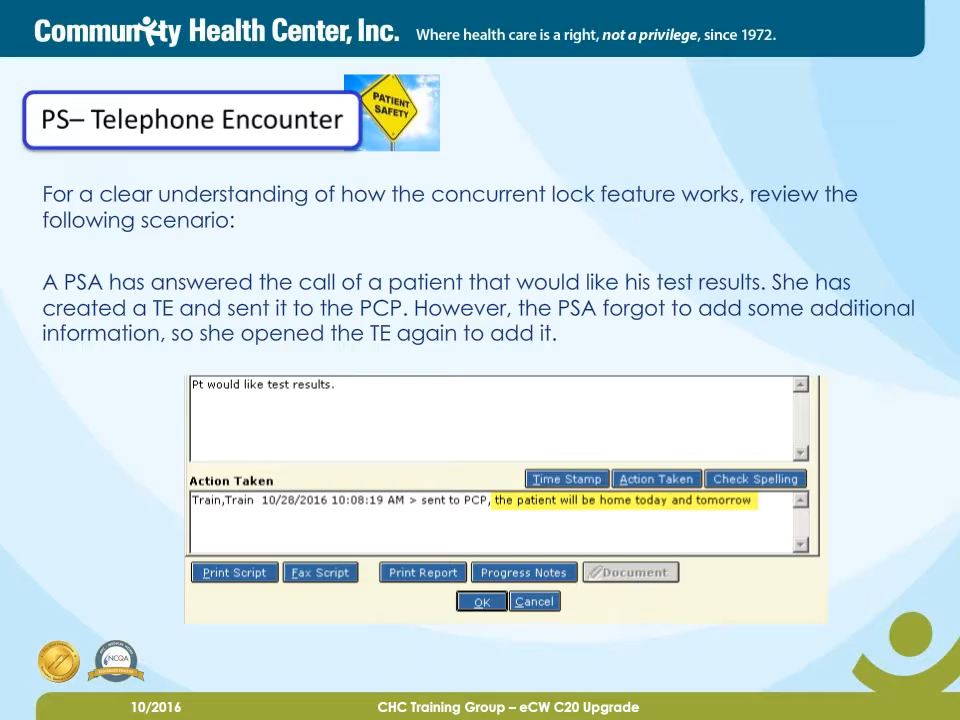 Community Health Center, Inc. Where health care is a right, not a privilege, since 1972.
PATIENT
SAFETY
PS– Telephone Encounter
For a clear understanding of how the concurrent lock feature works, review the
following scenario:
A PSA has answered the call of a patient that would like his test results. She has
created a TE and sent it to the PCP. However, the PSA forgot to add some additional
information, so she opened the TE again to add it.
Pt would like test results.
Action Taken Time Stamp Action Taken Check Spelling
Train,Train 10/28/2016 10:08:19 AM > sent to PCP, the patient will be home today and tomorrow
Print Script Fax Script Print Report Progress Notes Document
OK Cancel
NCQA
10/2016 CHC Training Group – eCW C20 Upgrade